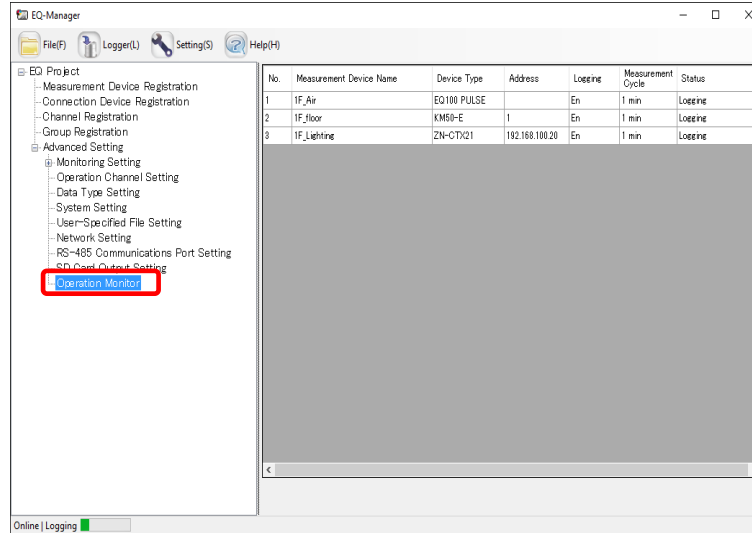 EQ-Manager
File(F) Logger(L) Setting(S) Help(H)
EQ Project
Measurement Device Registration
Connection Device Registration
Channel Registration
Group Registration
Advanced Setting
Monitoring Setting
Operation Channel Setting
Data Type Setting
System Setting
User-Specified File Setting
Network Setting
RS-485 Communications Port Setting
SD Card Output Setting
Operation Monitor
No. Measurement Device Name Device Type Address Logging Measurement Cycle Status
1 1F_Air EQ100 PULSE En 1 min Logging
2 1F_floor KM50-E 1 En 1 min Logging
3 1F_Lighting ZN-CTX21 192.168.100.20 En 1 min Logging
Online | Logging